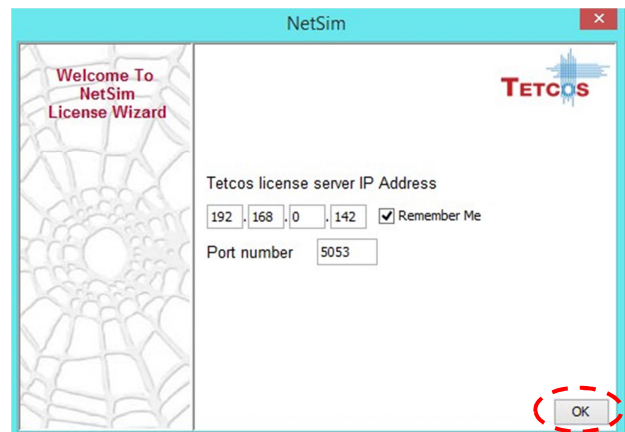 NetSim
Welcome To
NetSim
License Wizard
TETCOS
Tetcos license server IP Address
192 . 168 . 0 . 142 Remember Me
Port number 5053
OK